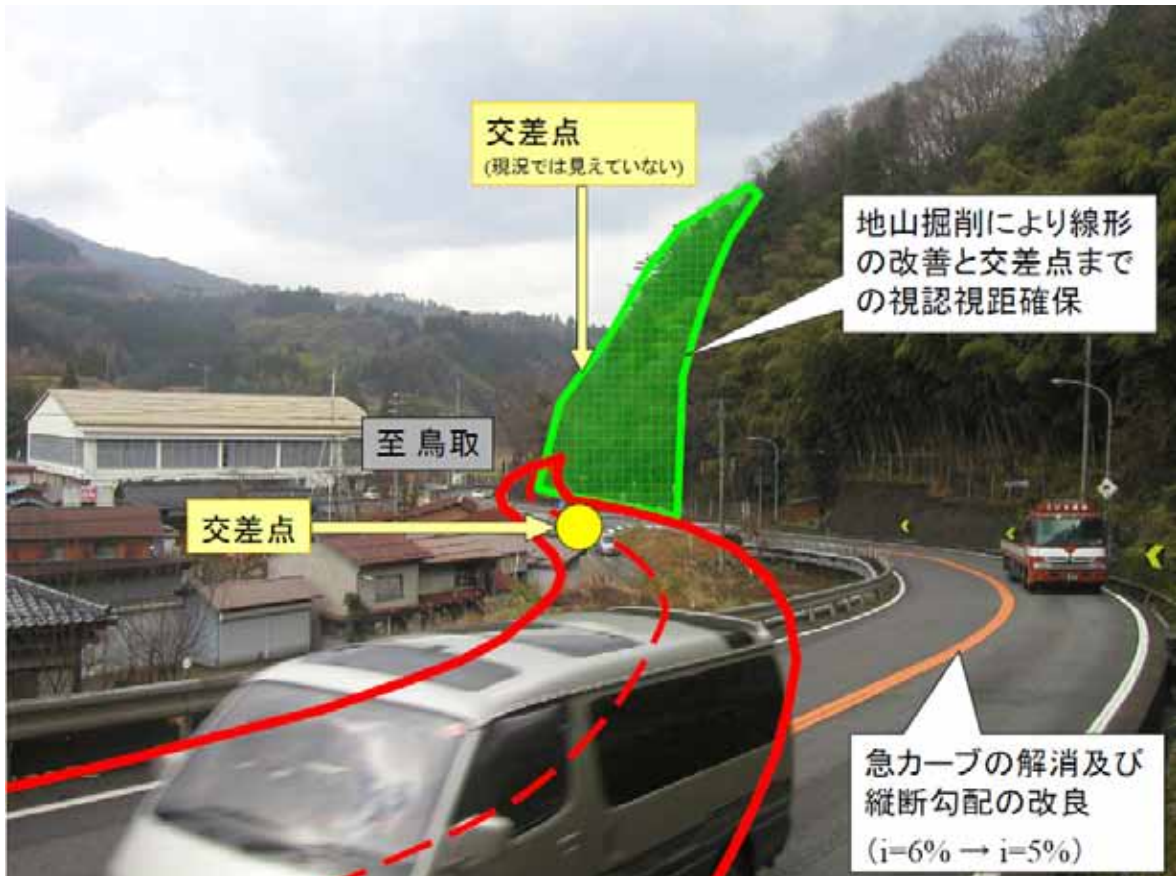 交差点
(現況では見えていない)
地山掘削により線形
の改善と交差点まで
の視認視距確保
至 鳥取
交差点
急カーブの解消及び
縦断勾配の改良
（i=6% → i=5%）